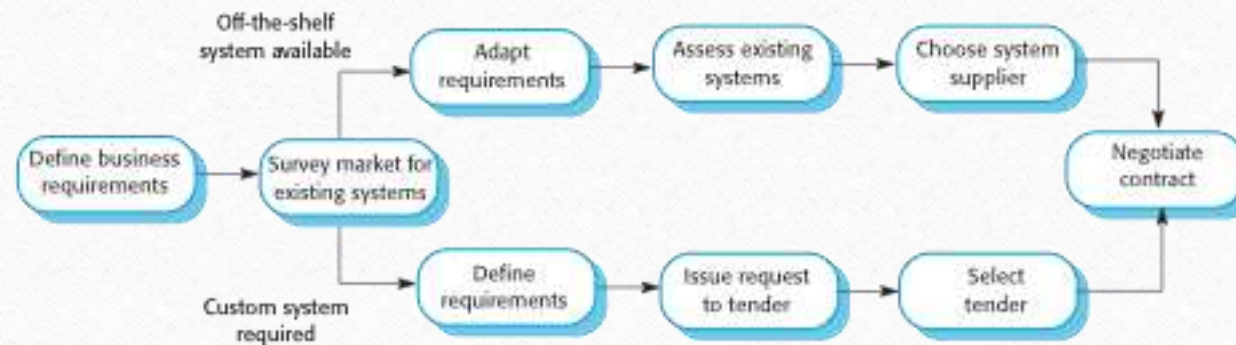 Off-the-shelf
system available
Adapt
requirements
Assess existing
systems
Choose system
supplier
Define business
requirements
Survey market for
existing systems
Negotiate
contract
Custom system
required
Define
requirements
Issue request
to tender
Select
tender